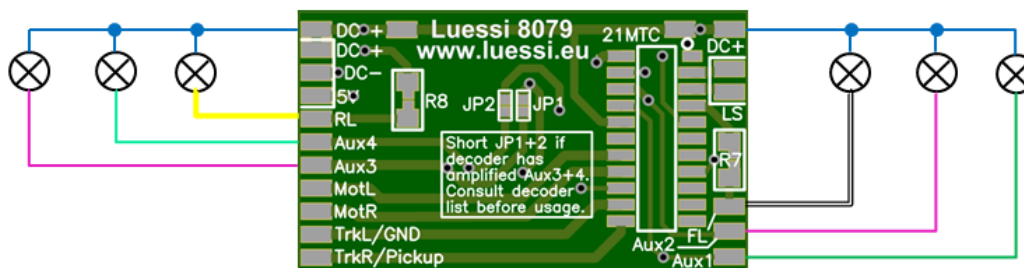 DC+
DC+
DC-
5V
RL
Aux4
Aux3
MotL
MotR
TrkL/GND
TrkR/Pickup
Luessi 8079
www.luessi.eu
R8
JP2
JP1
Short JP1+2 if
decoder has
amplified Aux3+4.
Consult decoder
list before usage.
21MTC
DC+
LS
R7
FL
Aux2
Aux1